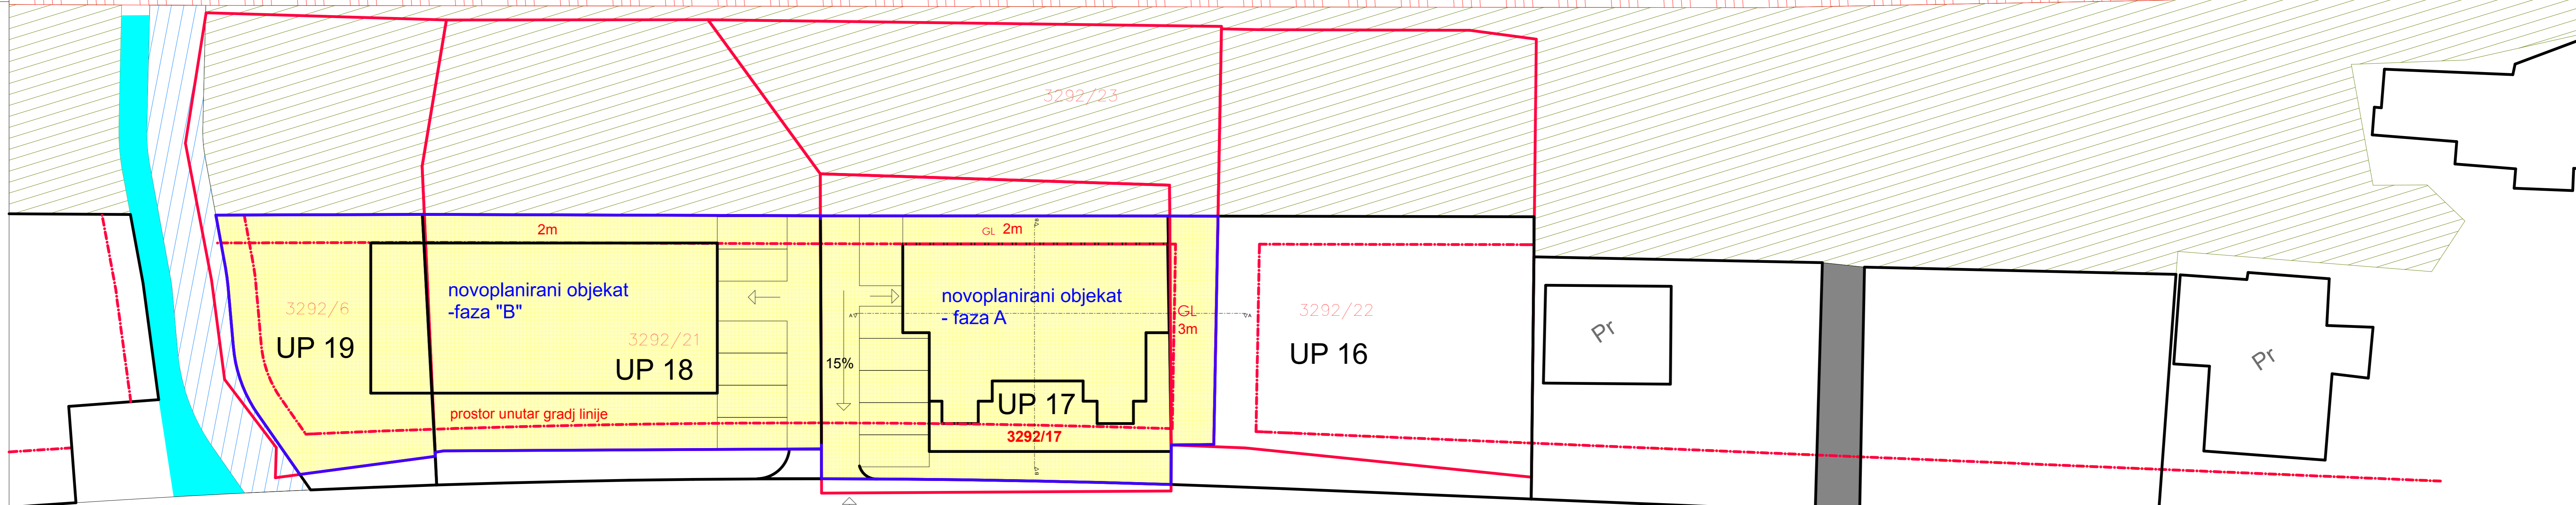 3292/23
2m
GL 2m
B
novoplanirani objekat
-faza "B"
novoplanirani objekat
- faza A
3292/6
3292/21
UP 19
UP 18
15%
A
A
GL
3m
3292/22
UP 16
Pr
Pr
UP 17
prostor unutar gradj linije
3292/17
B